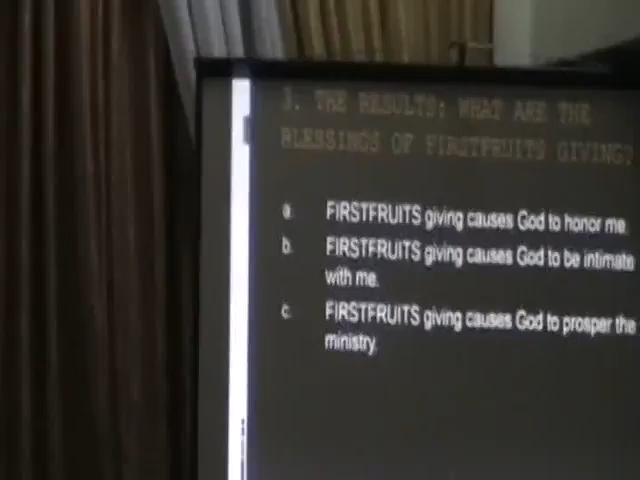 3. THE RESULTS: WHAT ARE THE
BLESSINGS OF FIRSTFRUITS GIVING?
a. FIRSTFRUITS giving causes God to honor me.
b. FIRSTFRUITS giving causes God to be intimate
with me.
c. FIRSTFRUITS giving causes God to prosper the
ministry.